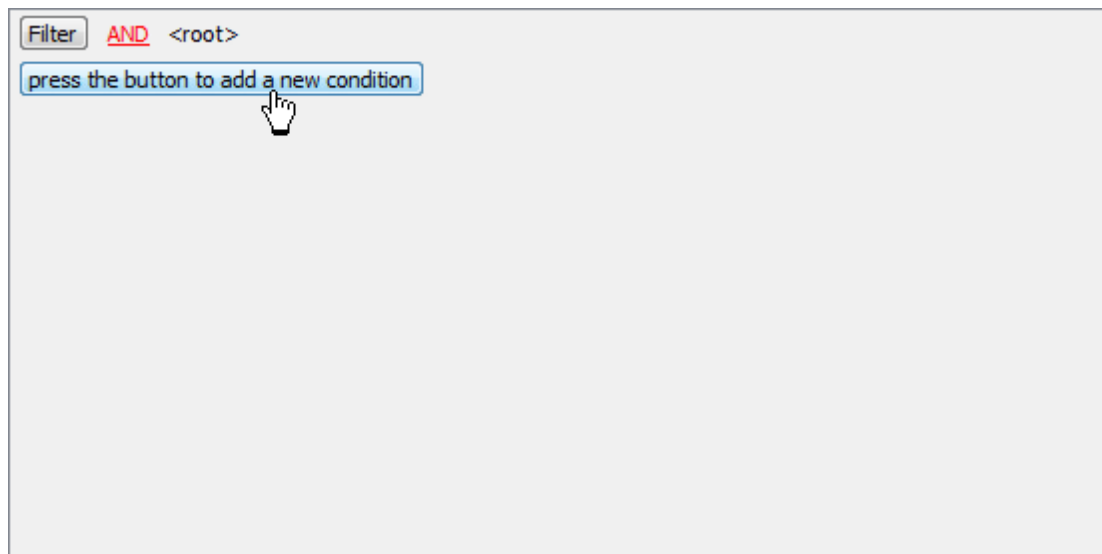 Filter AND <root>
press the button to add a new condition